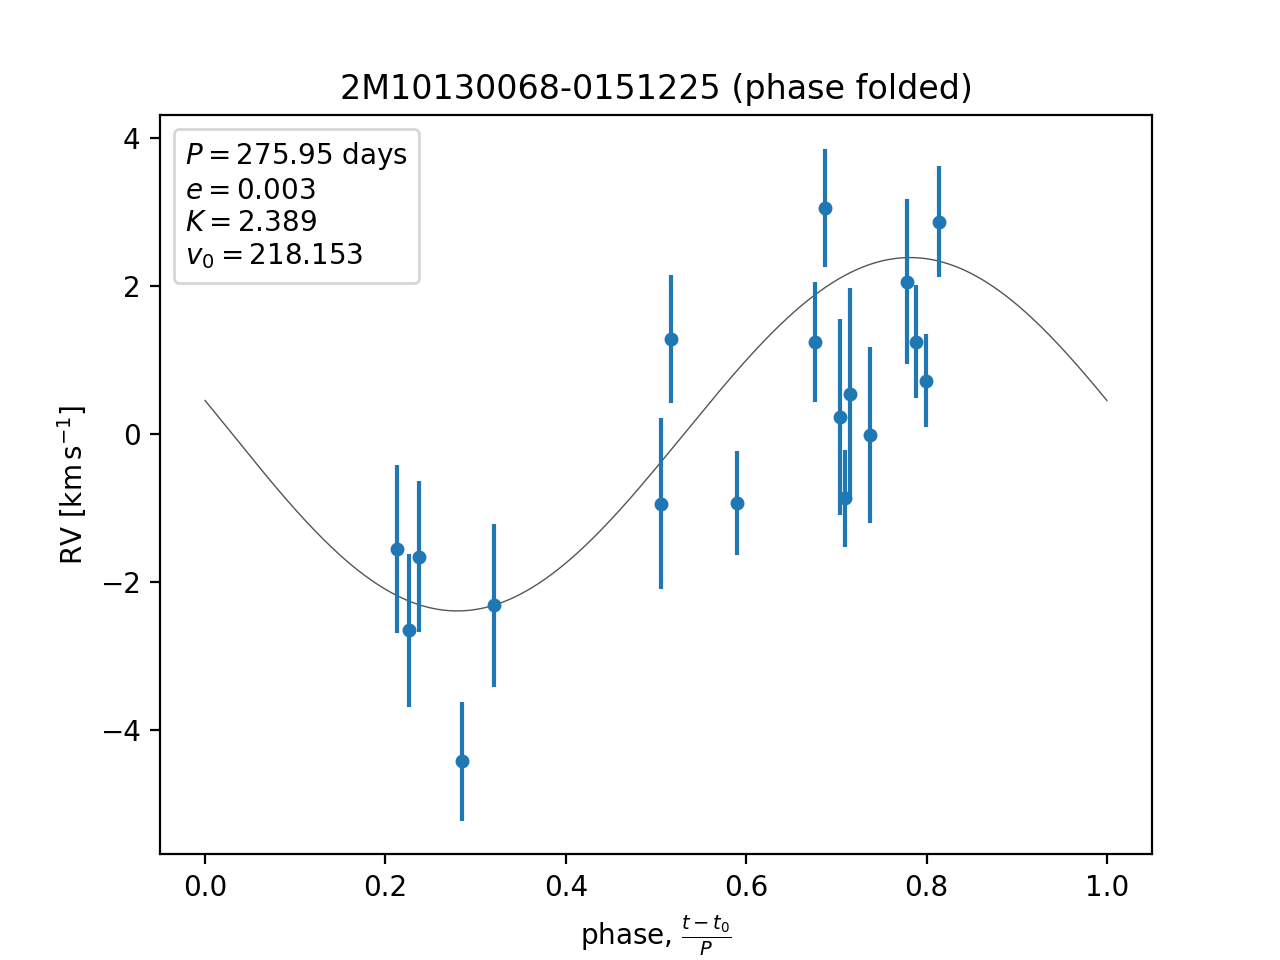 2M10130068-0151225 (phase folded)
P = 275.95 days
e = 0.003
K = 2.389
v₀ = 218.153
4
2
0
−2
−4
RV [km s⁻¹]
0.0 0.2 0.4 0.6 0.8 1.0
phase, (t − t₀)/P